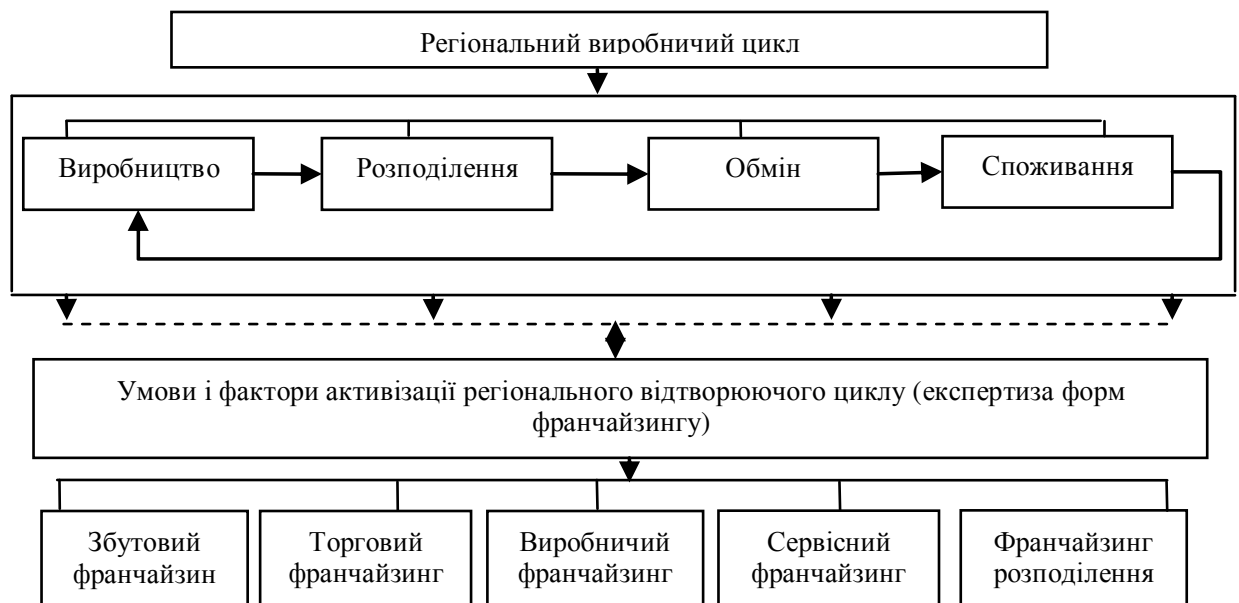 Регіональний виробничий цикл
Виробництво
Розподілення
Обмін
Споживання
Умови і фактори активізації регіонального відтворюючого циклу (експертиза форм
франчайзингу)
Збутовий
франчайзин
Торговий
франчайзинг
Виробничий
франчайзинг
Сервісний
франчайзинг
Франчайзинг
розподілення